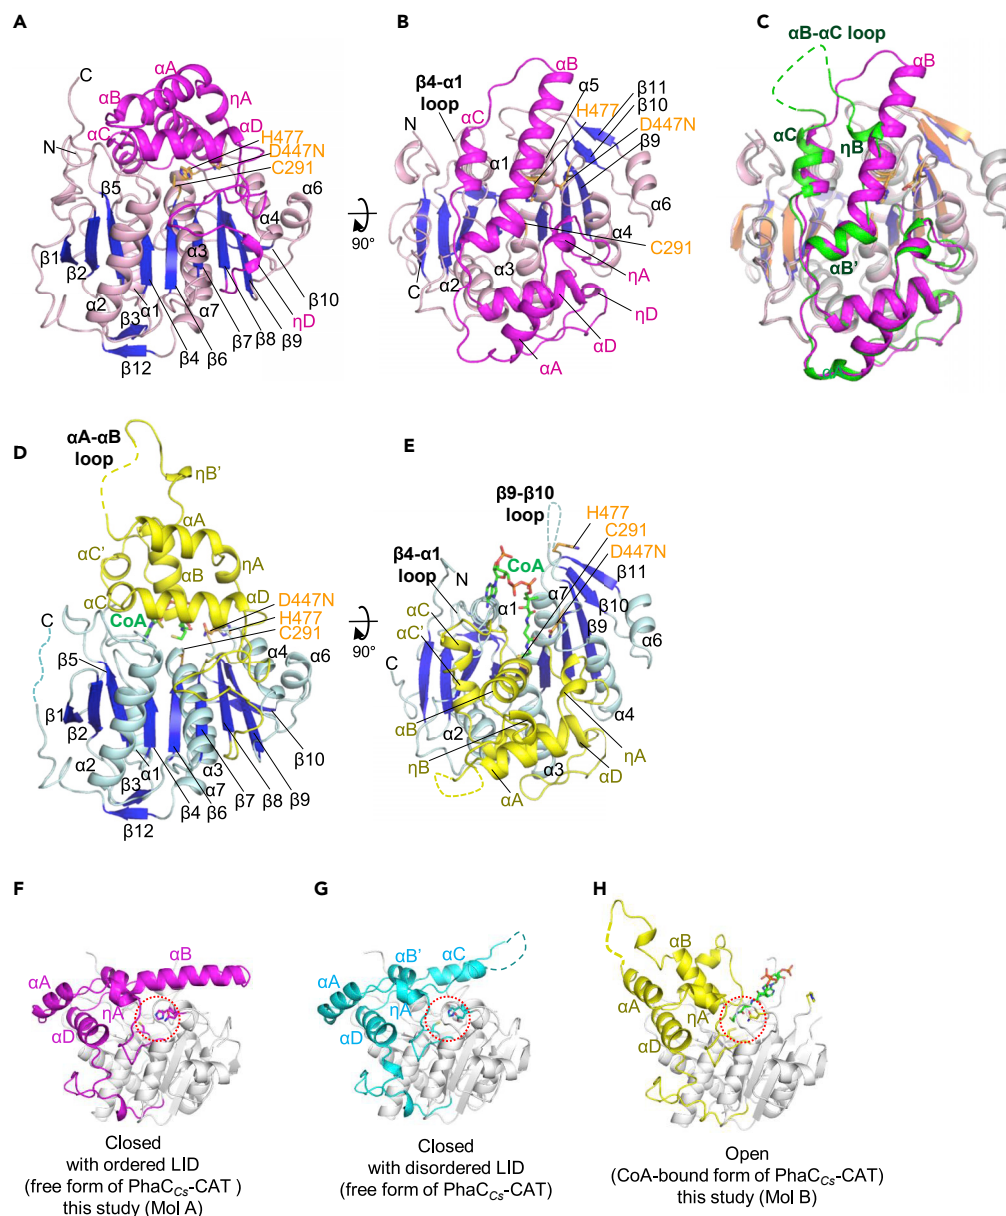 A
αA
C
αB
ηA
αC
αD
N
H477
D447N
C291
β5
α6
α4
β1
β2
α3
α2
β3
α1
α7
β10
ηD
β8
β7
β9
β4
β6
β12
90°
B
αB
β4-α1
loop
α5
β11
β10
H477
D447N
β9
N
αC
α1
α6
α4
C291
α3
ηA
C
α2
ηD
αD
αA
C
αB-αC loop
αB
αC
ηB
αB’
D
αA-αB
loop
ηB’
αA
αC’
ηA
αB
αC
αD
C
CoA
D447N
H477
C291
α4
α6
β5
β1
β2
α2
α3
β10
β3
α1
α7
β7
β8
β9
β4
β6
β12
90°
E
β9-β10
loop
H477
C291
D447N
β4-α1
loop
CoA
N
α7
β11
α1
β10
αC
β9
αC’
α6
C
α4
αB
α2
ηA
ηB
α3
αD
αA
F
αB
αA
ηA
αD
Closed
with ordered LID
(free form of PhaCCs-CAT )
this study (Mol A)
G
αB’
αC
αA
ηA
αD
Closed
with disordered LID
(free form of PhaCCs-CAT)
H
αB
αA
ηA
αD
Open
(CoA-bound form of PhaCCs-CAT)
this study (Mol B)